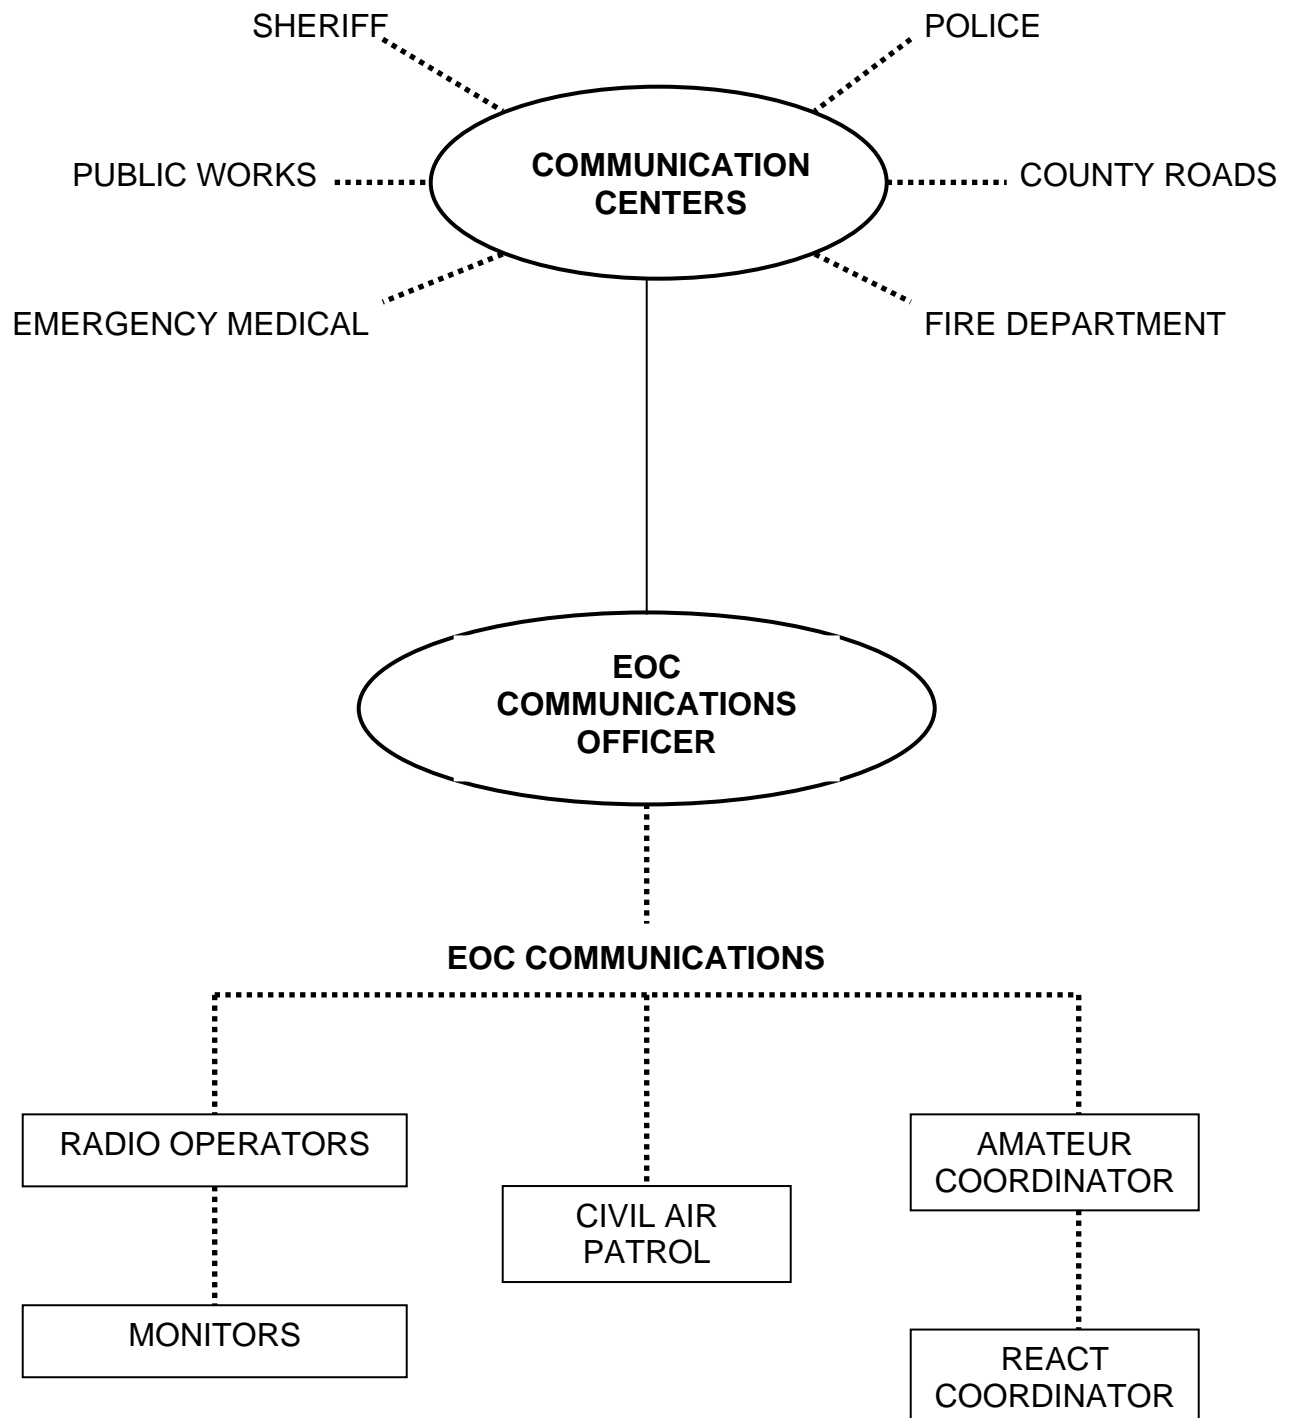 SHERIFF
POLICE
COMMUNICATION
CENTERS
PUBLIC WORKS
COUNTY ROADS
EMERGENCY MEDICAL
FIRE DEPARTMENT
EOC
COMMUNICATIONS
OFFICER
EOC COMMUNICATIONS
RADIO OPERATORS
AMATEUR
COORDINATOR
CIVIL AIR
PATROL
MONITORS
REACT
COORDINATOR